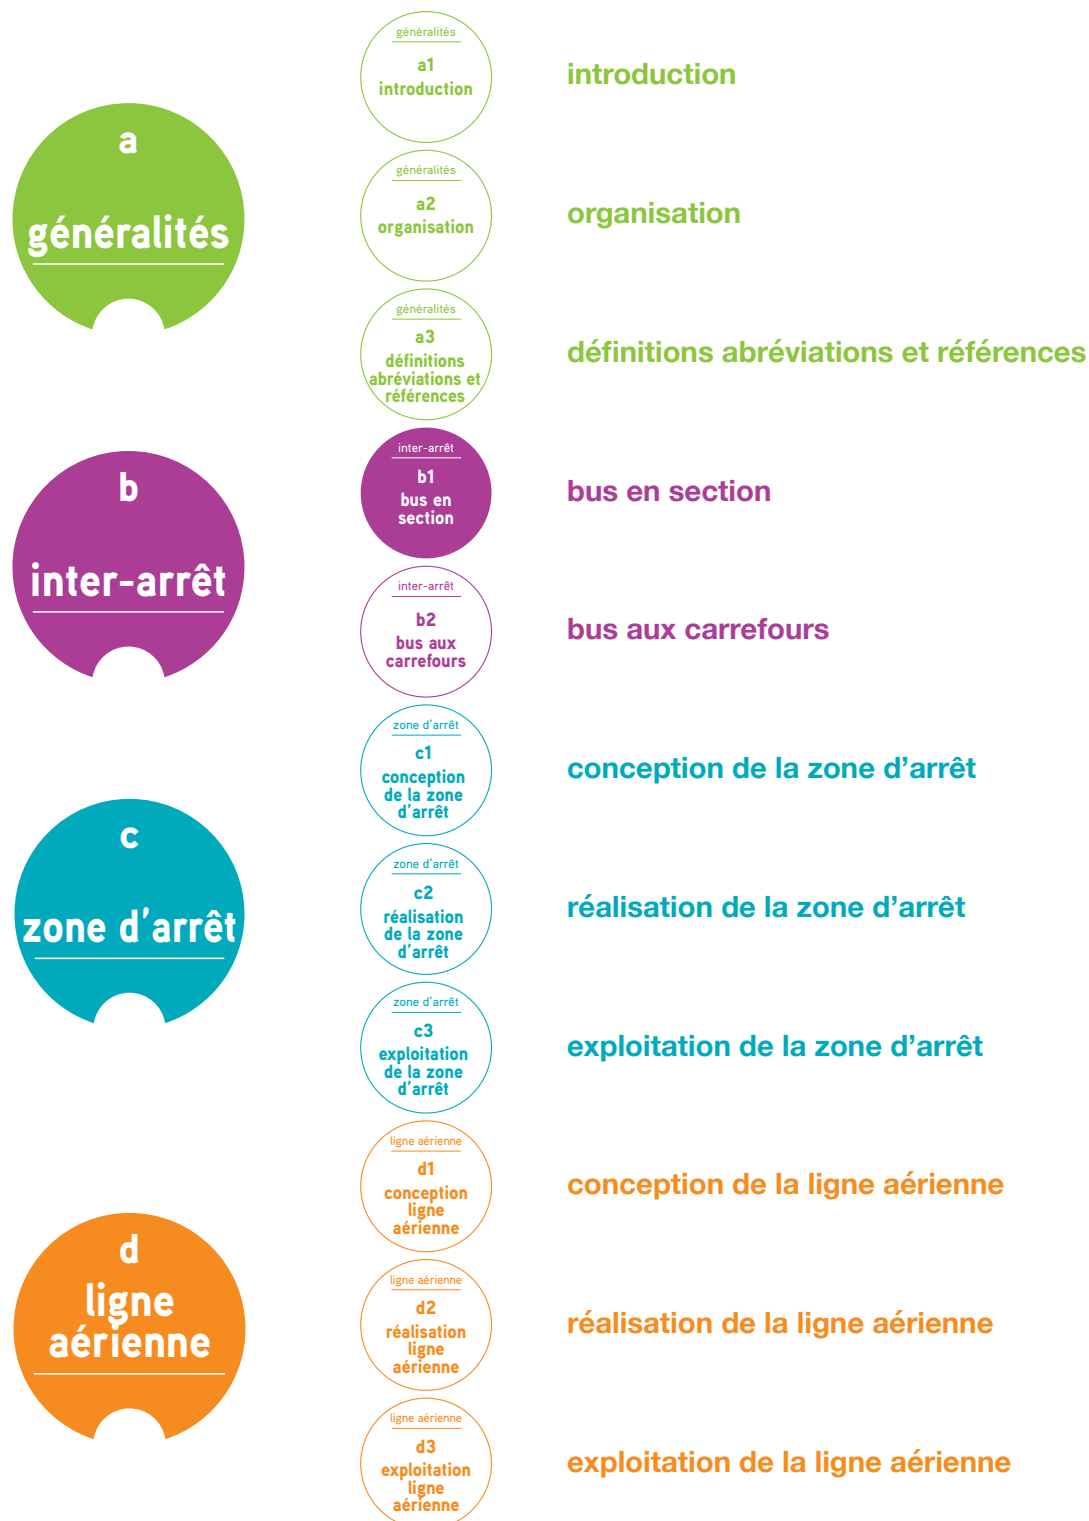 a
généralités
généralités
a1
introduction
introduction
généralités
a2
organisation
organisation
généralités
a3
définitions
abréviations et
références
définitions abréviations et références
b
inter-arrêt
inter-arrêt
b1
bus en
section
bus en section
inter-arrêt
b2
bus aux
carrefours
bus aux carrefours
c
zone d'arrêt
zone d'arrêt
c1
conception
de la zone
d'arrêt
conception de la zone d’arrêt
zone d'arrêt
c2
réalisation
de la zone
d'arrêt
réalisation de la zone d’arrêt
zone d'arrêt
c3
exploitation
de la zone
d'arrêt
exploitation de la zone d’arrêt
d
ligne
aérienne
ligne aérienne
d1
conception
ligne
aérienne
conception de la ligne aérienne
ligne aérienne
d2
réalisation
ligne
aérienne
réalisation de la ligne aérienne
ligne aérienne
d3
exploitation
ligne
aérienne
exploitation de la ligne aérienne